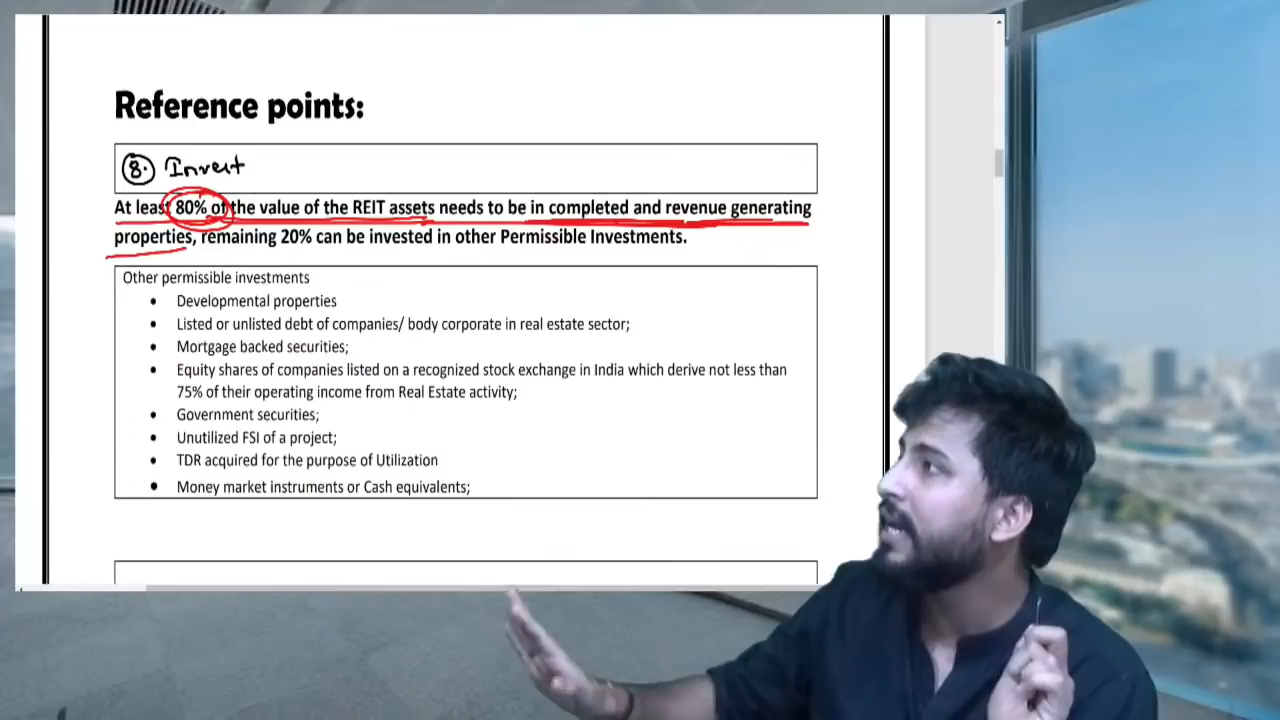 Reference points:
8. Invest
At least 80% of the value of the REIT assets needs to be in completed and revenue generating
properties, remaining 20% can be invested in other Permissible Investments.
Other permissible investments
• Developmental properties
• Listed or unlisted debt of companies/ body corporate in real estate sector;
• Mortgage backed securities;
• Equity shares of companies listed on a recognized stock exchange in India which derive not less than
75% of their operating income from Real Estate activity;
• Government securities;
• Unutilized FSI of a project;
• TDR acquired for the purpose of Utilization
• Money market instruments or Cash equivalents;